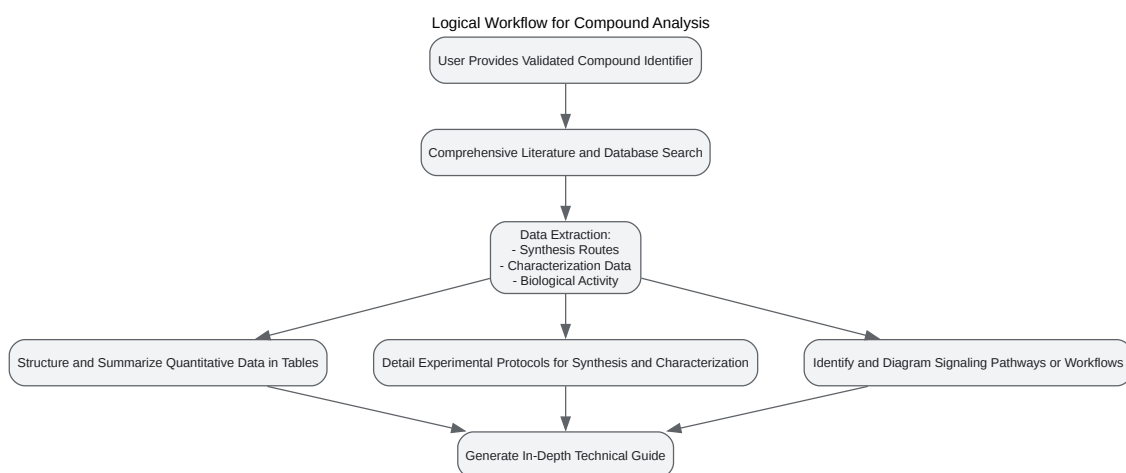 Logical Workflow for Compound Analysis
User Provides Validated Compound Identifier
Comprehensive Literature and Database Search
Data Extraction:
- Synthesis Routes
- Characterization Data
- Biological Activity
Structure and Summarize Quantitative Data in Tables
Detail Experimental Protocols for Synthesis and Characterization
Identify and Diagram Signaling Pathways or Workflows
Generate In-Depth Technical Guide